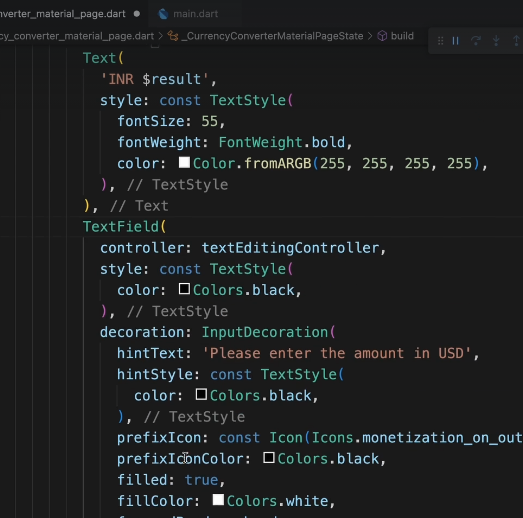 nverter_material_page.dart
main.dart
cy_converter_material_page.dart > _CurrencyConverterMaterialPageState > build
Text(
'INR $result',
style: const TextStyle(
fontSize: 55,
fontWeight: FontWeight.bold,
color: Color.fromARGB(255, 255, 255, 255),
), // TextStyle
), // Text
TextField(
controller: textEditingController,
style: const TextStyle(
color: Colors.black,
), // TextStyle
decoration: InputDecoration(
hintText: 'Please enter the amount in USD',
hintStyle: const TextStyle(
color: Colors.black,
), // TextStyle
prefixIcon: const Icon(Icons.monetization_on_out
prefixIconColor: Colors.black,
filled: true,
fillColor: Colors.white,